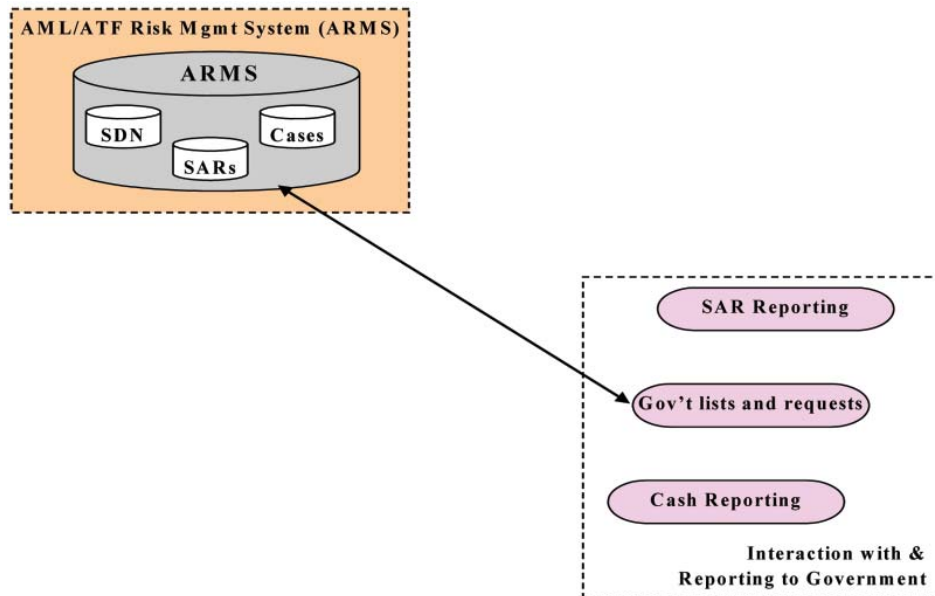 AML/ATF Risk Mgmt System (ARMS)
ARMS
SDN
Cases
SARs
SAR Reporting
Gov't lists and requests
Cash Reporting
Interaction with &
Reporting to Government